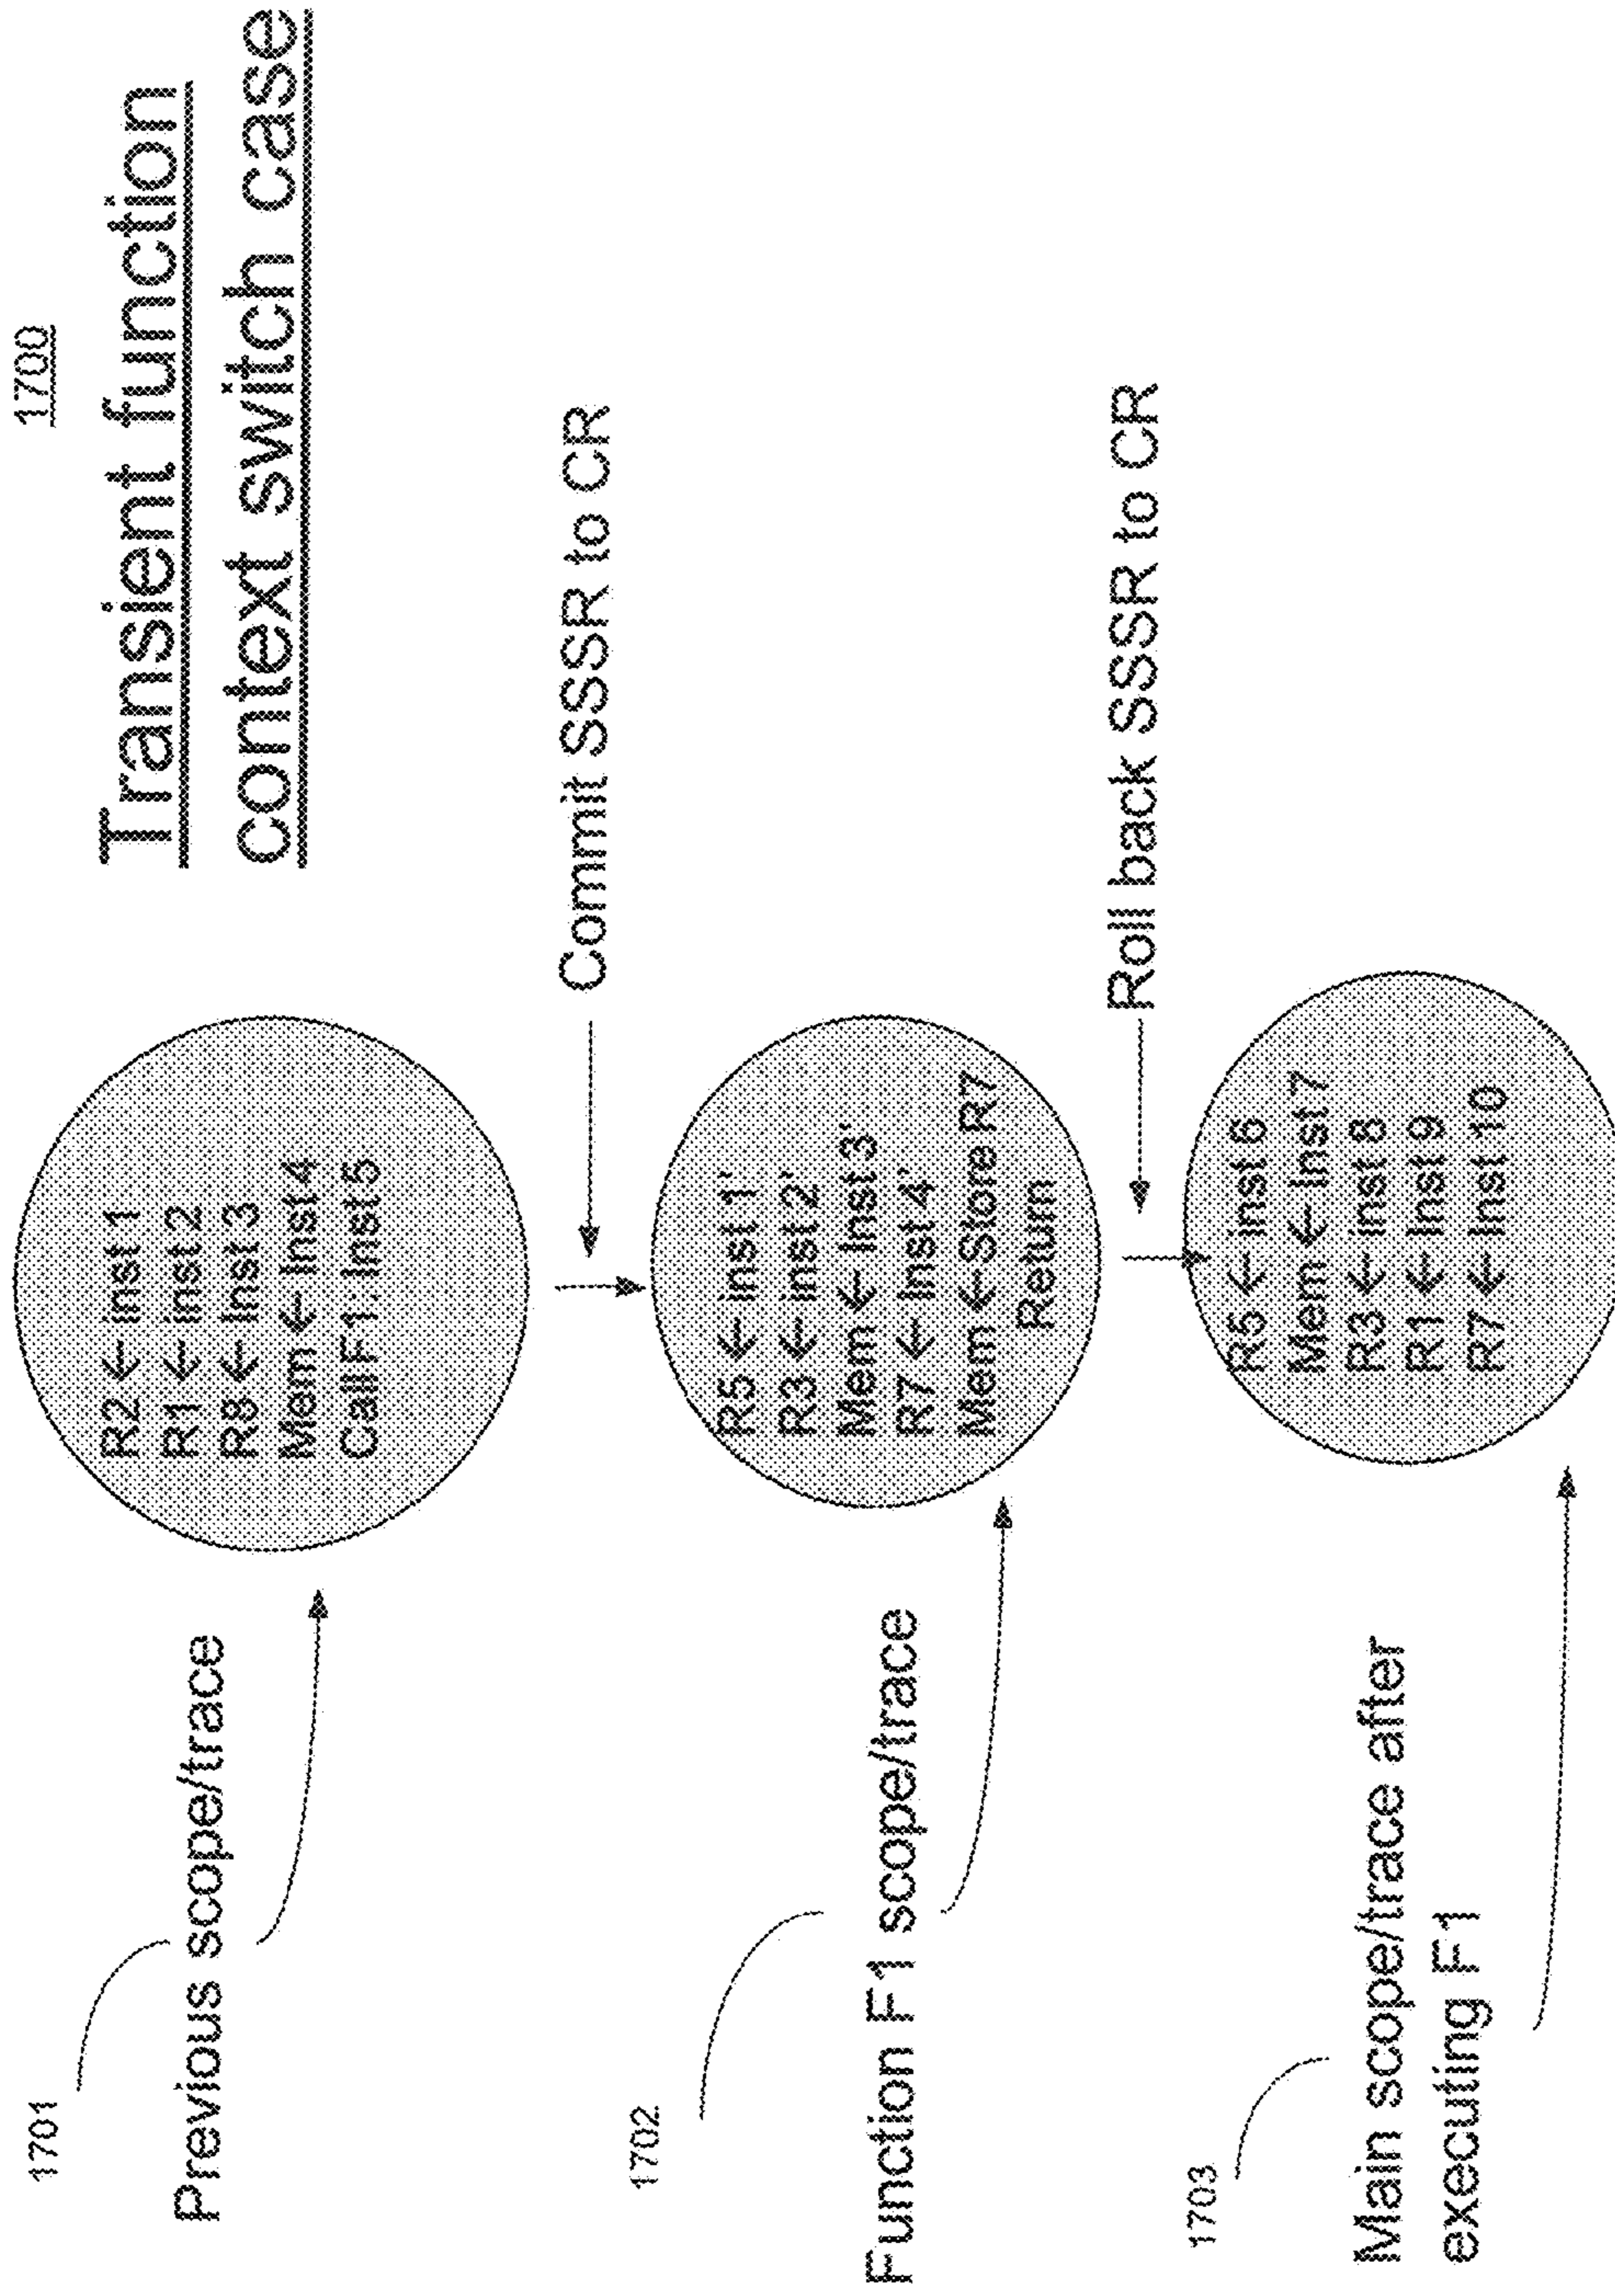 1700
Transient function
context switch case
1701
Previous scope/trace
R2 ← inst 1
R1 ← inst 2
R8 ← Inst 3
Mem ← Inst 4
Call F1: Inst 5
Commit SSSR to CR
1702
Function F1 scope/trace
R5 ← inst 1'
R3 ← inst 2'
Mem ← Inst 3'
R7 ← Inst 4'
Mem ← Store R7
Return
Roll back SSSR to CR
1703
Main scope/trace after
executing F1
R5 ← Inst 6
Mem ← Inst 7
R3 ← Inst 8
R1 ← Inst 9
R7 ← Inst 10